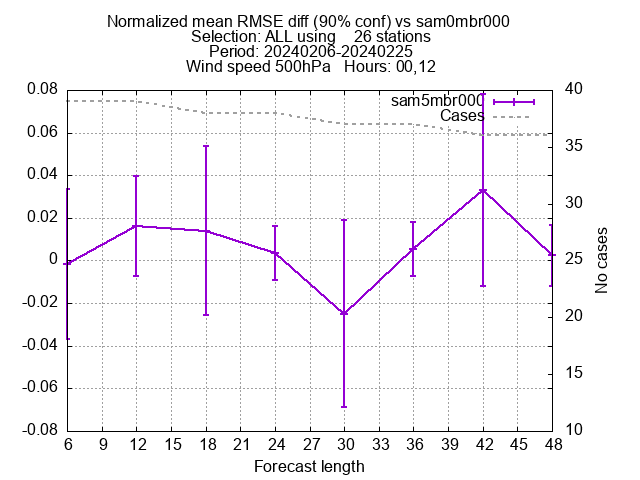 Normalized mean RMSE diff (90% conf) vs sam0mbr000
Selection: ALL using    26 stations
Period: 20240206-20240225
Wind speed 500hPa   Hours: 00,12
sam5mbr000
Cases
0.08
0.06
0.04
0.02
0
-0.02
-0.04
-0.06
-0.08
40
35
30
25
20
15
10
No cases
6 12 15 18 21 24 27 30 33 36 39 42 45 48
Forecast length